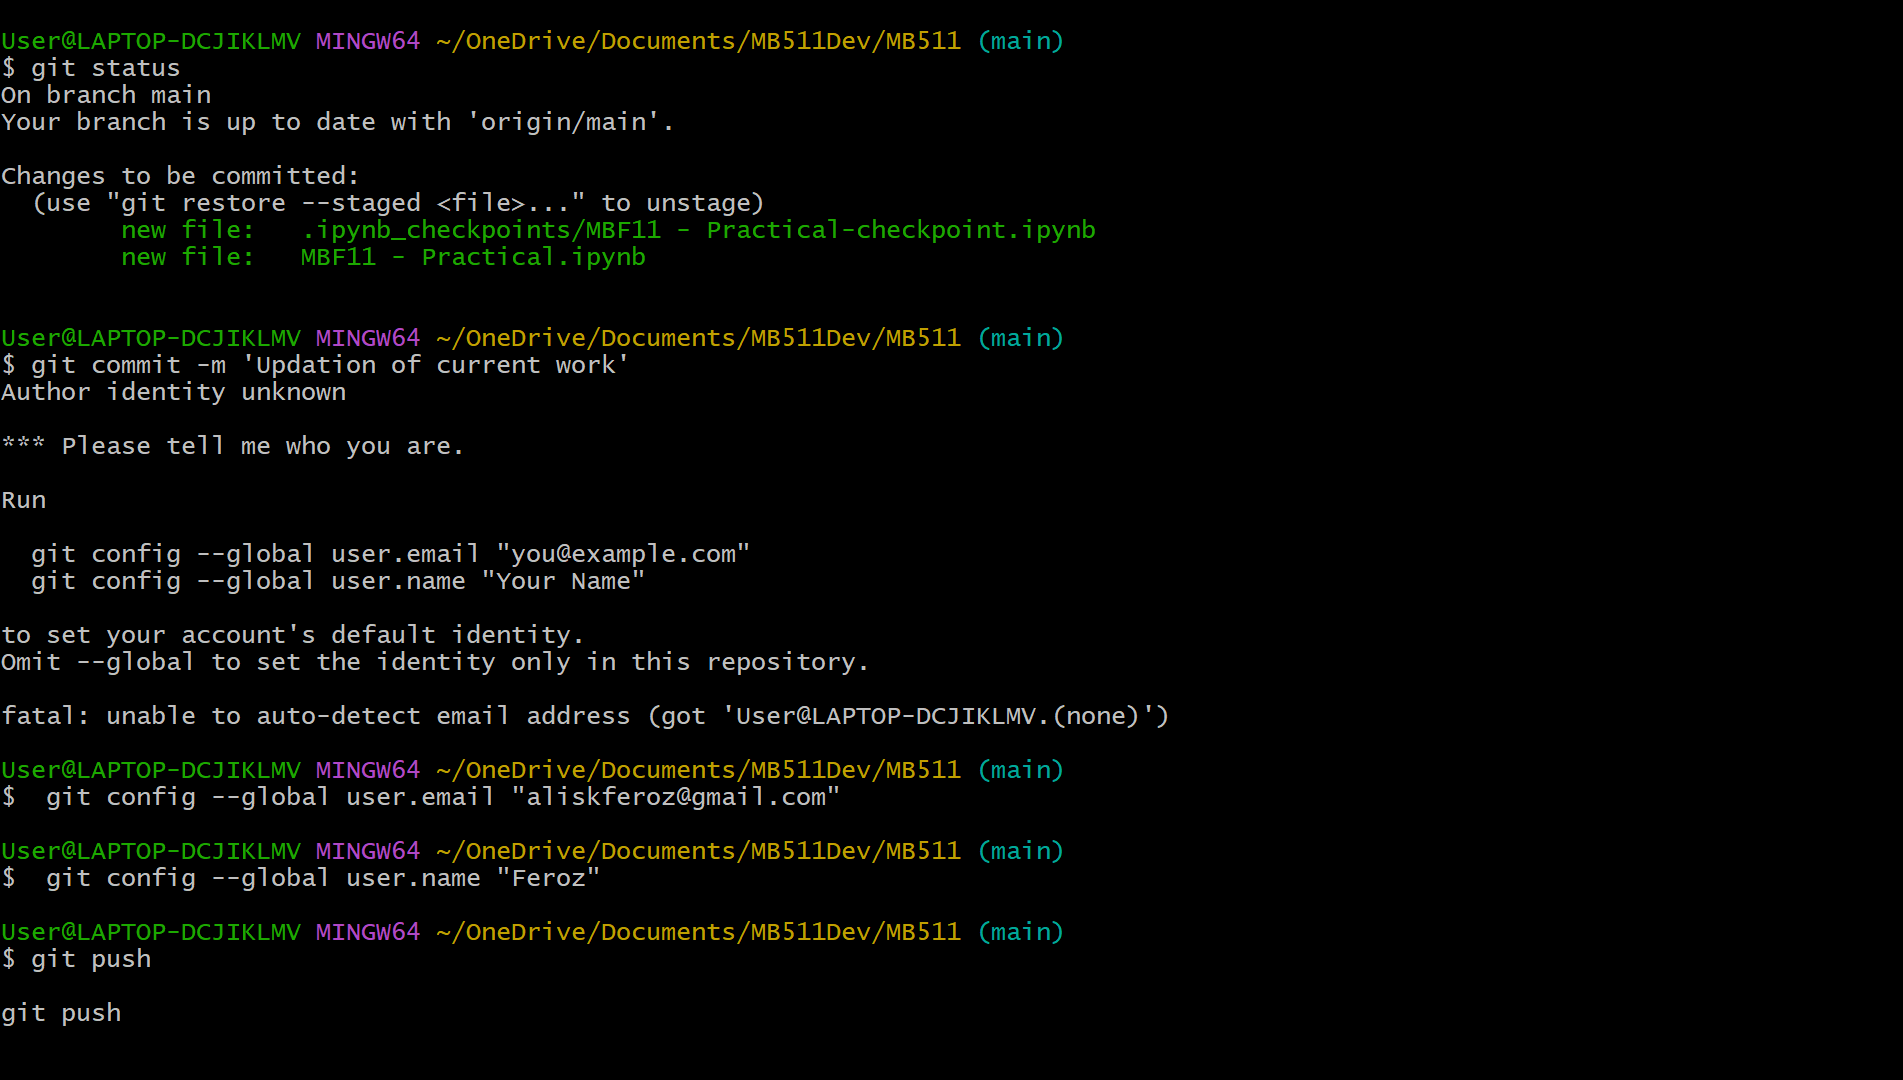 User@LAPTOP-DCJIKLMV MINGW64 ~/OneDrive/Documents/MB511Dev/MB511 (main)
$ git status
On branch main
Your branch is up to date with 'origin/main'.
Changes to be committed:
  (use "git restore --staged <file>..." to unstage)
        new file:   .ipynb_checkpoints/MBF11 - Practical-checkpoint.ipynb
        new file:   MBF11 - Practical.ipynb
User@LAPTOP-DCJIKLMV MINGW64 ~/OneDrive/Documents/MB511Dev/MB511 (main)
$ git commit -m 'Updation of current work'
Author identity unknown
*** Please tell me who you are.
Run
  git config --global user.email "you@example.com"
  git config --global user.name "Your Name"
to set your account's default identity.
Omit --global to set the identity only in this repository.
fatal: unable to auto-detect email address (got 'User@LAPTOP-DCJIKLMV.(none)')
User@LAPTOP-DCJIKLMV MINGW64 ~/OneDrive/Documents/MB511Dev/MB511 (main)
$  git config --global user.email "aliskferoz@gmail.com"
User@LAPTOP-DCJIKLMV MINGW64 ~/OneDrive/Documents/MB511Dev/MB511 (main)
$  git config --global user.name "Feroz"
User@LAPTOP-DCJIKLMV MINGW64 ~/OneDrive/Documents/MB511Dev/MB511 (main)
$ git push
git push